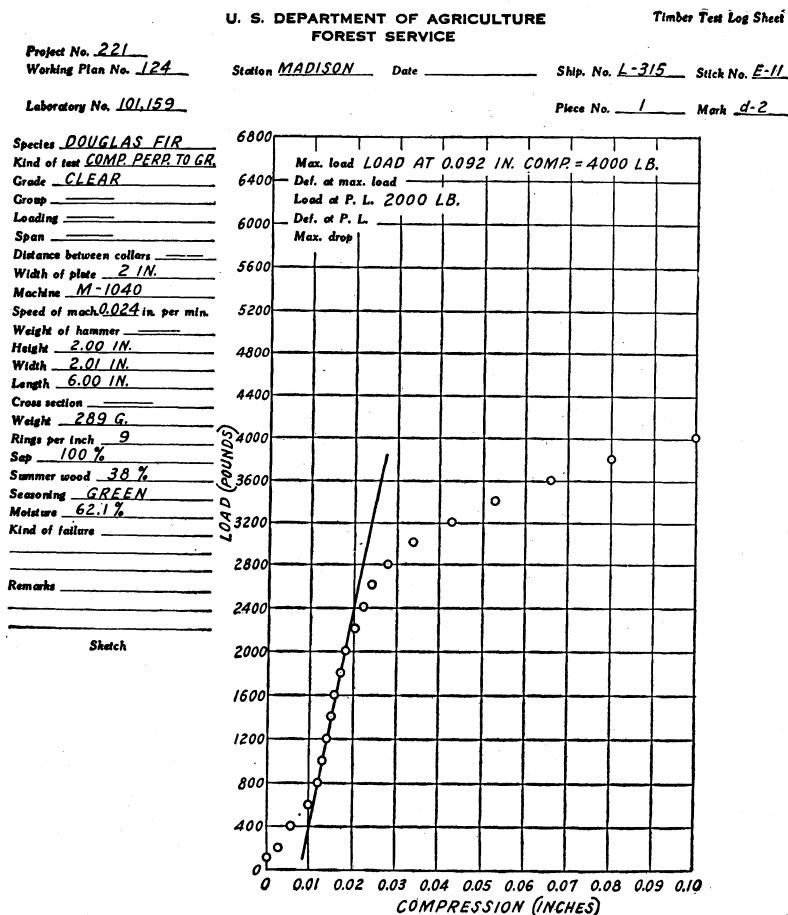 U. S. DEPARTMENT OF AGRICULTURE
FOREST SERVICE
Timber Test Log Sheet
Project No. 221
Working Plan No. 124
Station MADISON Date
Ship. No. L-315 Stick No. E-11
Laboratory No. 101,159
Piece No. 1 Mark d-2
Species DOUGLAS FIR
Kind of test COMP. PERP. TO GR.
Grade CLEAR
Group
Loading
Span
Distance between collars
Width of plate 2 IN.
Machine M-1040
Speed of mach. 0.024 in. per min.
Weight of hammer
Height 2.00 IN.
Width 2.01 IN.
Length 6.00 IN.
Cross section
Weight 289 G.
Rings per inch 9
Sap 100 %
Summer wood 38 %
Seasoning GREEN
Moisture 62.1 %
Kind of failure
Remarks
Sketch
Max. load LOAD AT 0.092 IN. COMP. = 4000 LB.
Def. at max. load
Load at P. L. 2000 LB.
Def. at P. L.
Max. drop
LOAD (POUNDS)
6800
6400
6000
5600
5200
4800
4400
4000
3600
3200
2800
2400
2000
1600
1200
800
400
0
0 0.01 0.02 0.03 0.04 0.05 0.06 0.07 0.08 0.09 0.10
COMPRESSION (INCHES)